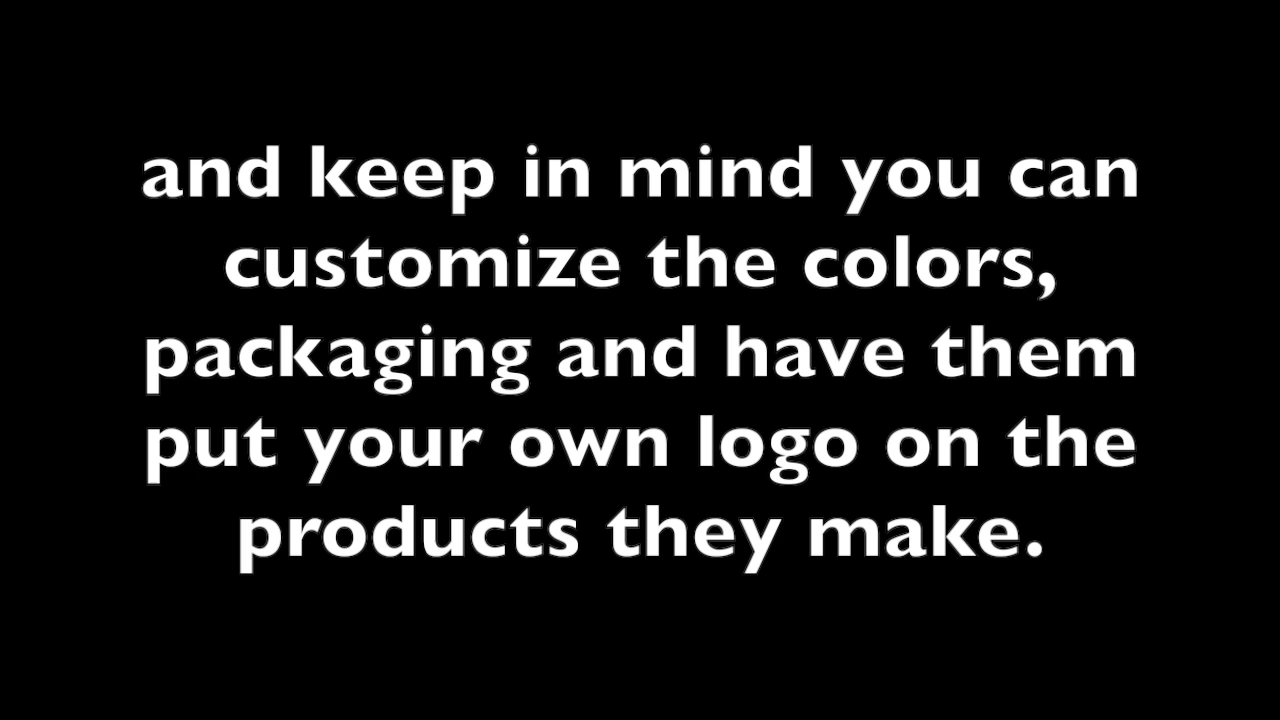 and keep in mind you can
customize the colors,
packaging and have them
put your own logo on the
products they make.